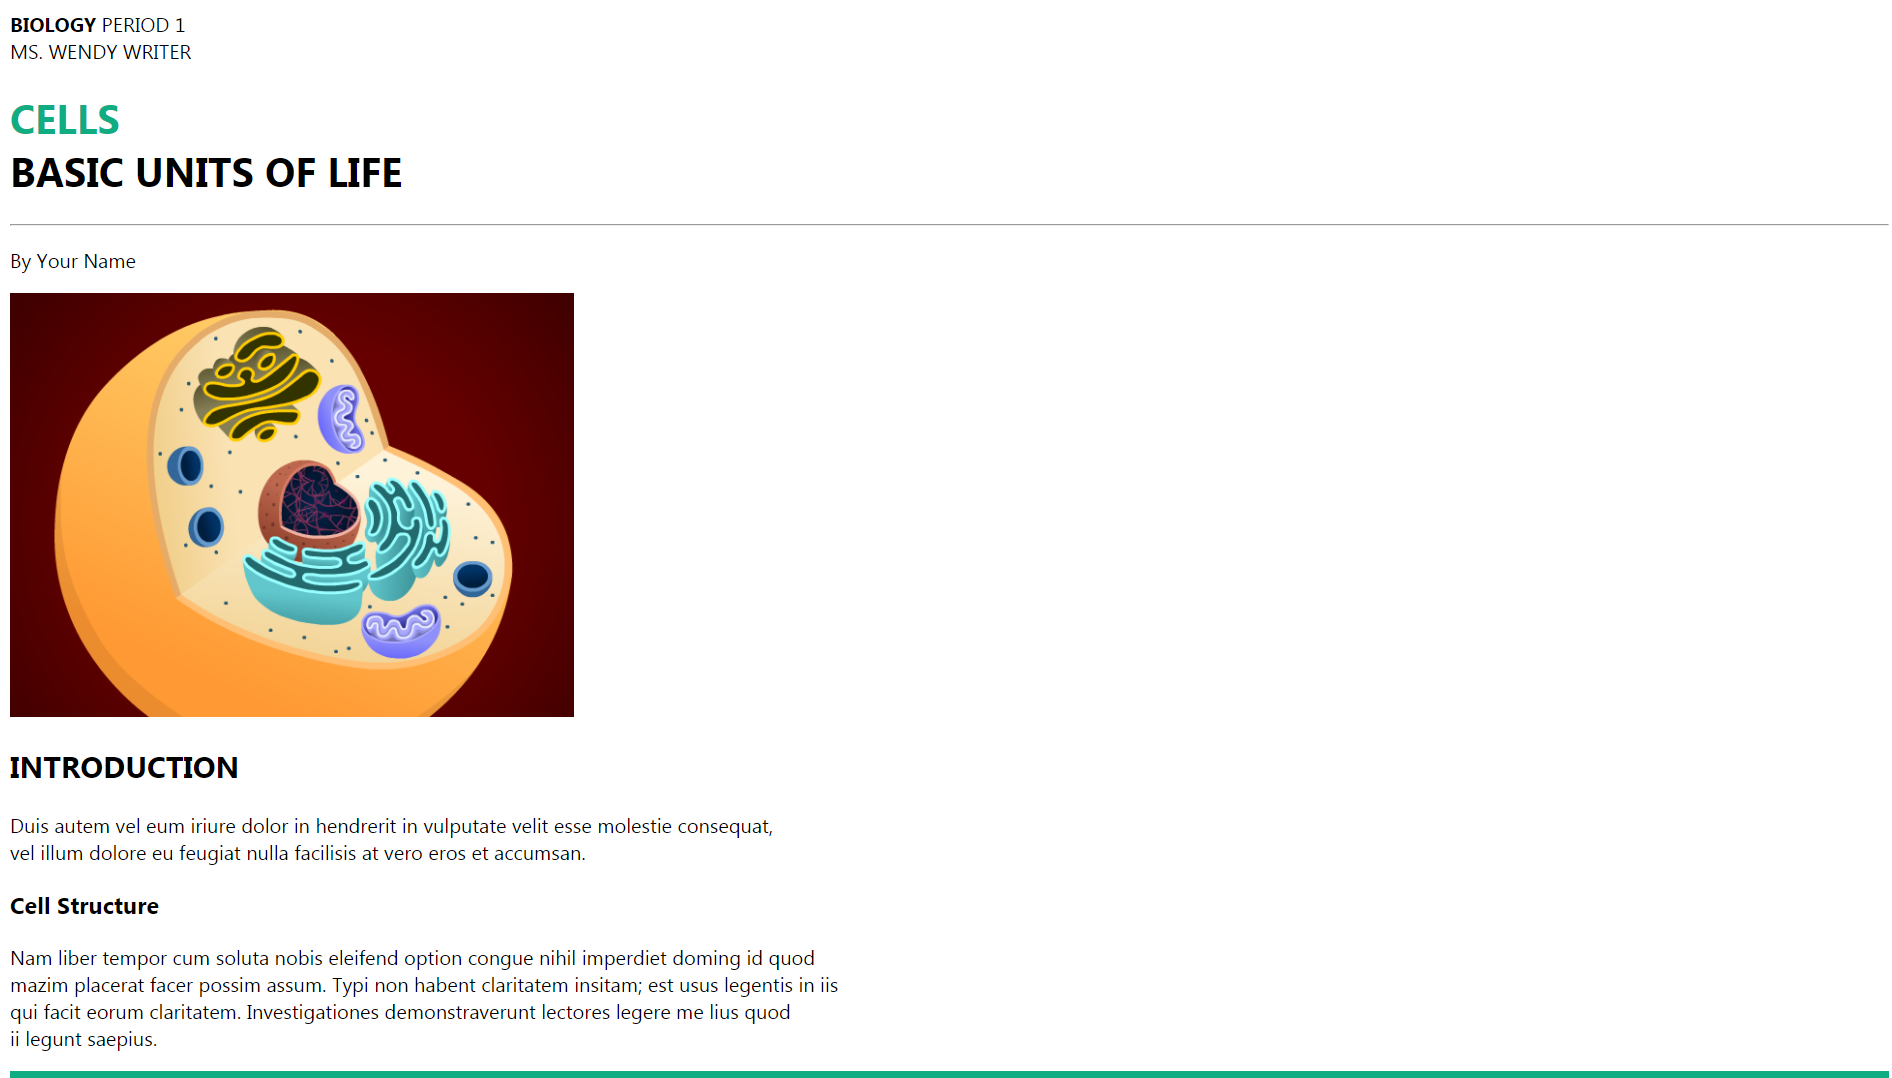 BIOLOGY PERIOD 1
MS. WENDY WRITER
CELLS
BASIC UNITS OF LIFE
By Your Name
INTRODUCTION
Duis autem vel eum iriure dolor in hendrerit in vulputate velit esse molestie consequat,
vel illum dolore eu feugiat nulla facilisis at vero eros et accumsan.
Cell Structure
Nam liber tempor cum soluta nobis eleifend option congue nihil imperdiet doming id quod
mazim placerat facer possim assum. Typi non habent claritatem insitam; est usus legentis in iis
qui facit eorum claritatem. Investigationes demonstraverunt lectores legere me lius quod
ii legunt saepius.